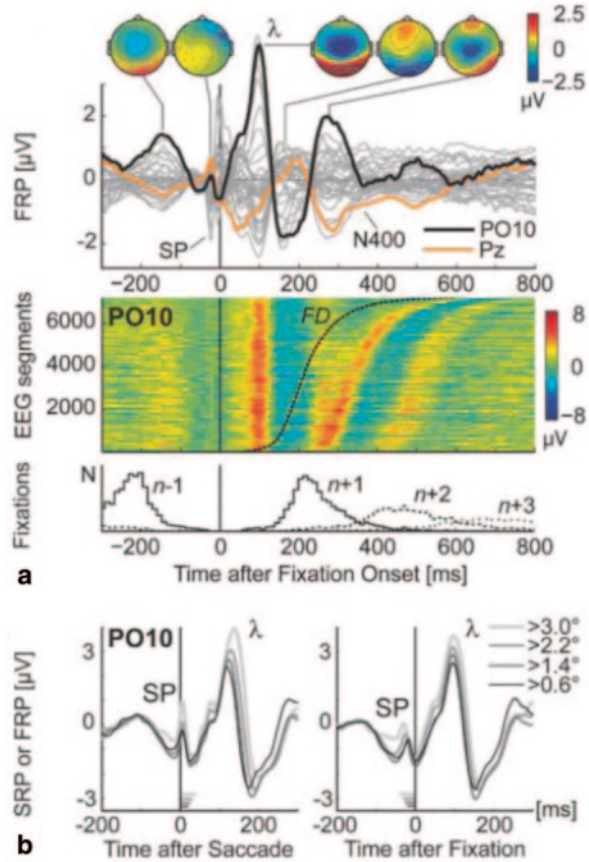 a
λ
2.5
0
−2.5
μV
FRP [μV]
2
0
-2
SP
N400
PO10
Pz
−200 0 200 400 600 800
EEG segments
6000
4000
2000
PO10
FD
8
0
−8
μV
Fixations
N
n-1
n+1
n+2
n+3
−200 0 200 400 600 800
Time after Fixation Onset [ms]
b
SRP or FRP [μV]
PO10
3
0
-3
SP
λ
-200 0 200
Time after Saccade
3
0
-3
SP
λ
>3.0°
>2.2°
>1.4°
>0.6°
-200 0 200
[ms]
Time after Fixation